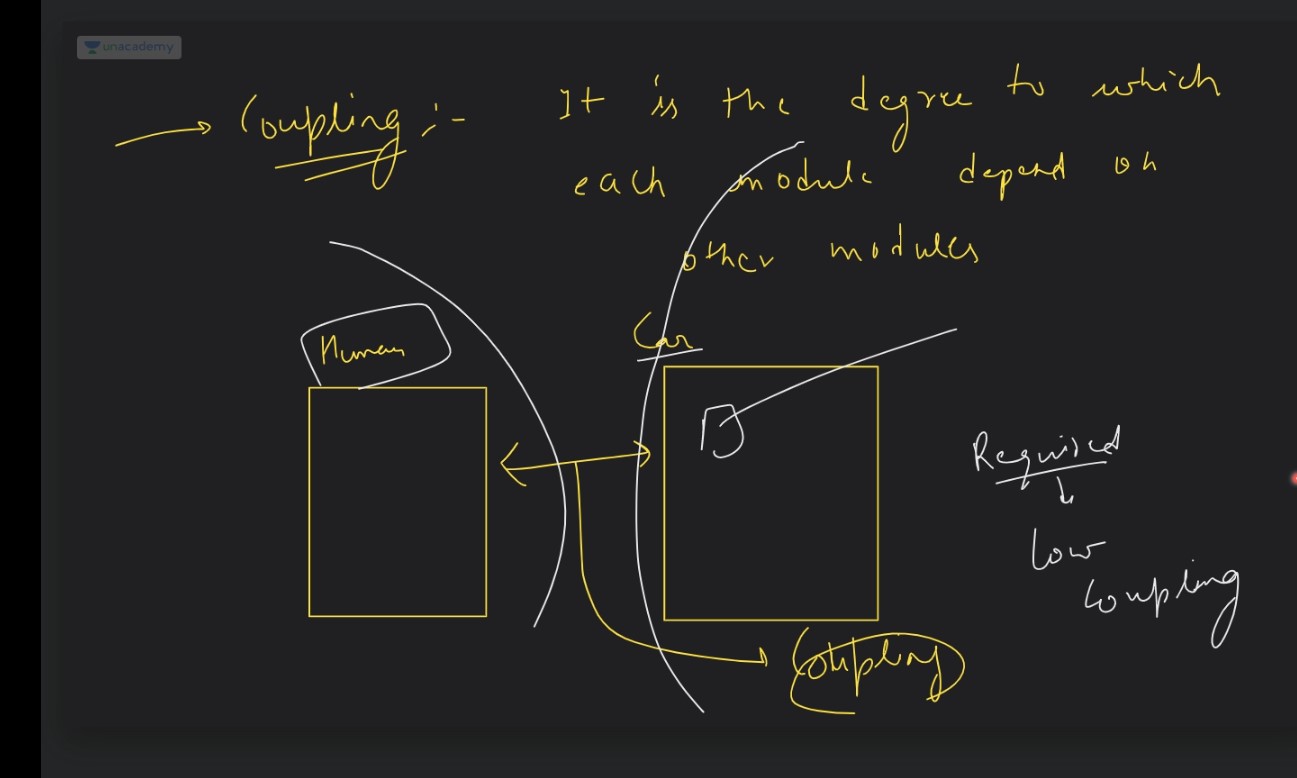 unacademy
Coupling :- It is the degree to which
each module depend on
other modules
Human
Car
Required
Low
Coupling
Coupling